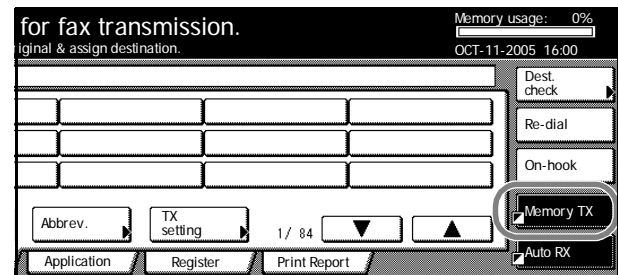 for fax transmission.
iginal & assign destination.
Memory usage: 0%
OCT-11-2005 16:00
Dest.
check
Re-dial
On-hook
Memory TX
Auto RX
Abbrev.
TX
setting
1/ 84
Application
Register
Print Report